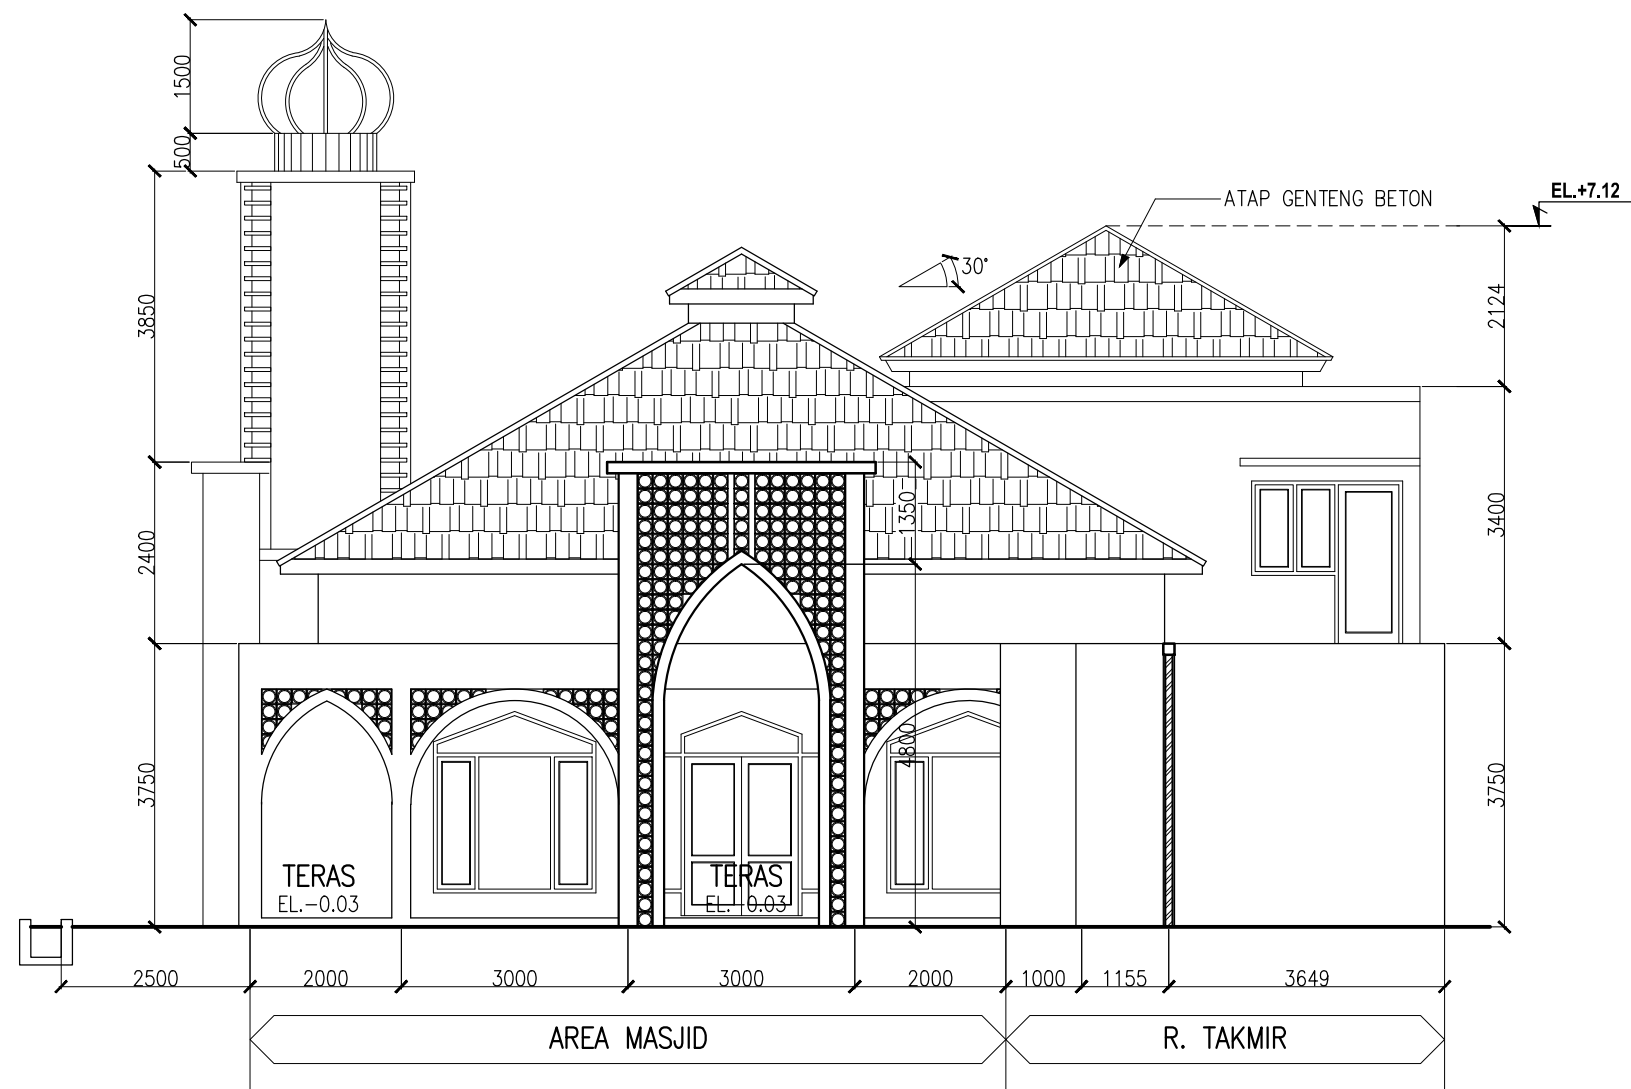 1500
500
ATAP GENTENG BETON
EL.+7.12
30°
3850
2124
1350
2400
3400
4800
3750
3750
TERAS
EL.-0.03
TERAS
EL.-0.03
2500
2000
3000
3000
2000
1000
1155
3649
AREA MASJID
R. TAKMIR